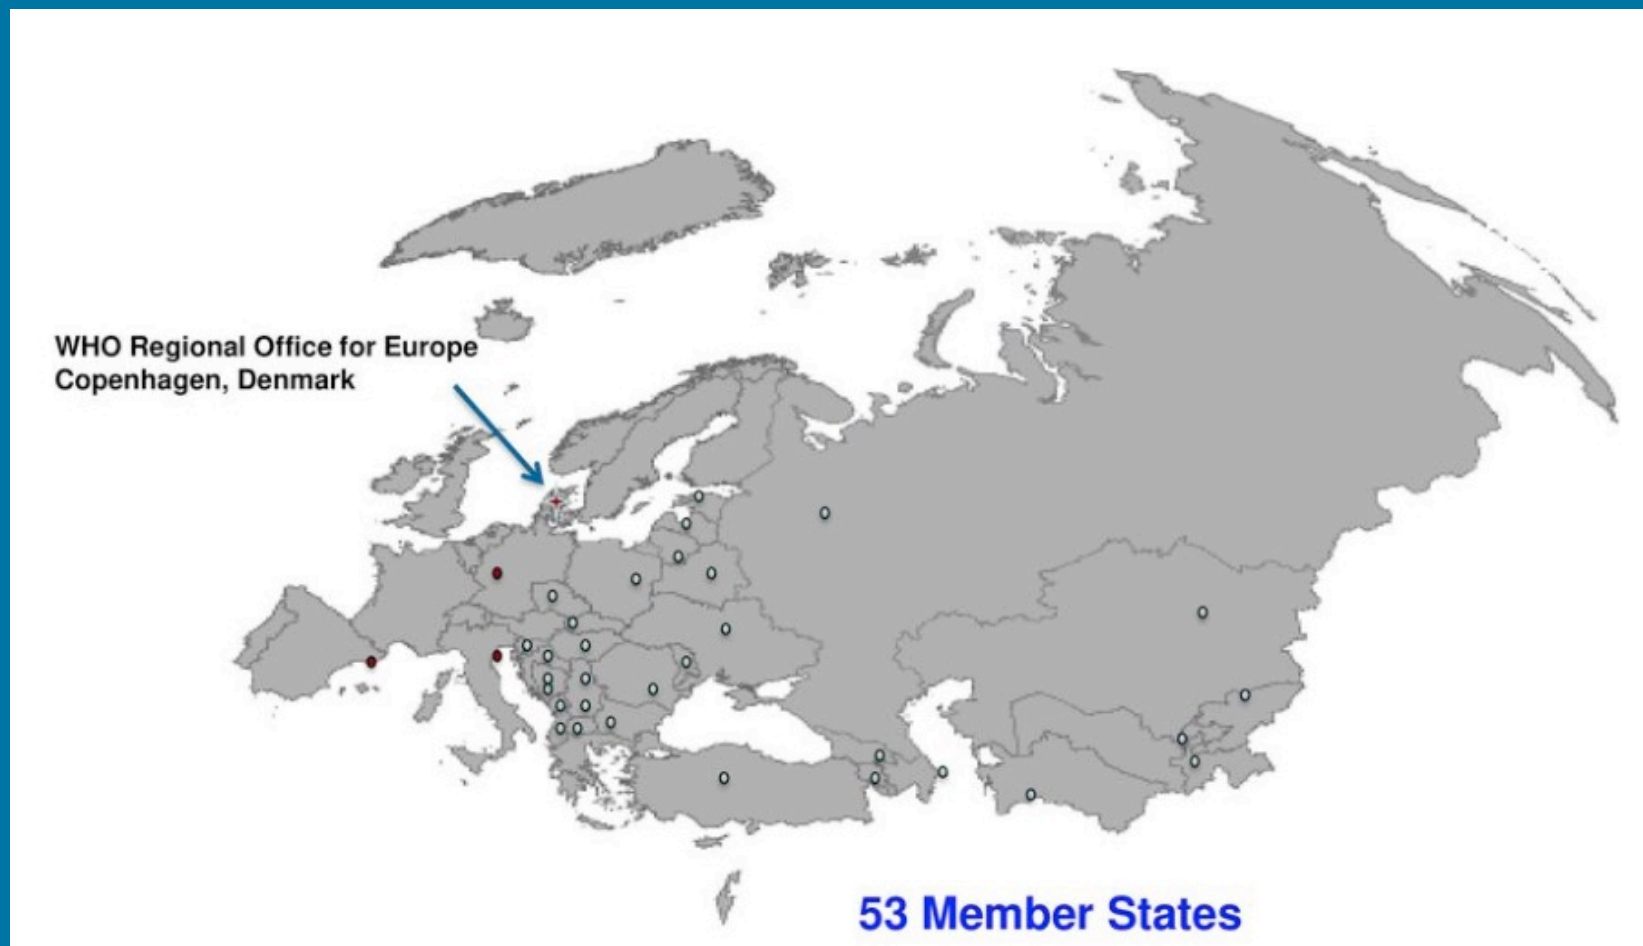 WHO Regional Office for Europe
Copenhagen, Denmark
53 Member States